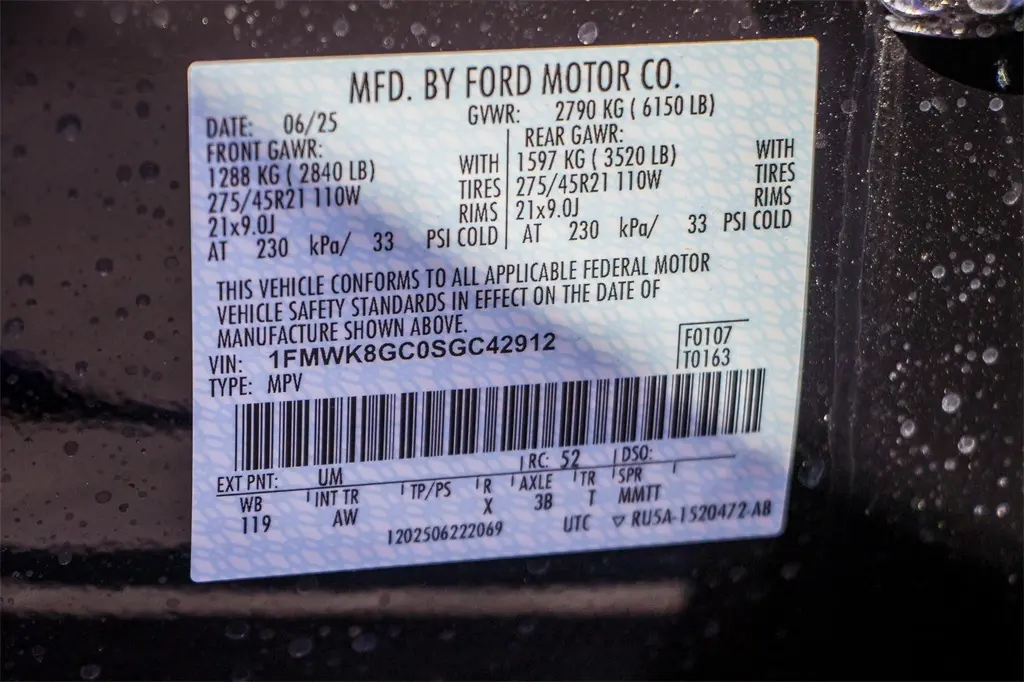 MFD. BY FORD MOTOR CO.
DATE: 06/25 GVWR: 2790 KG ( 6150 LB)
FRONT GAWR: REAR GAWR:
1288 KG ( 2840 LB) WITH 1597 KG ( 3520 LB) WITH
275/45R21 110W TIRES 275/45R21 110W TIRES
21x9.0J RIMS 21x9.0J RIMS
AT 230 kPa/ 33 PSI COLD AT 230 kPa/ 33 PSI COLD
THIS VEHICLE CONFORMS TO ALL APPLICABLE FEDERAL MOTOR
VEHICLE SAFETY STANDARDS IN EFFECT ON THE DATE OF
MANUFACTURE SHOWN ABOVE.
VIN: 1FMWK8GC0SGC42912 F0107
TYPE: MPV T0163
EXT PNT: UM RC: 52 DSO:
WB INT TR TP/PS R AXLE TR SPR
119 AW X 3B T MMTT
1202506222069 UTC ▽ RU5A-1520472-AB